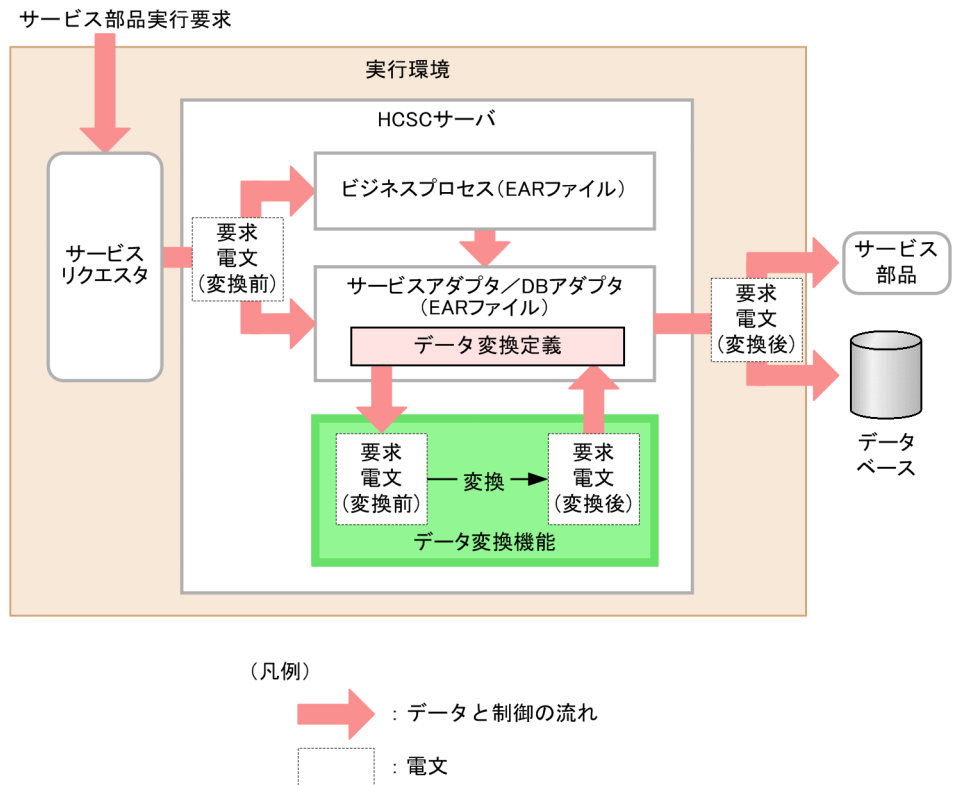 サービス部品実行要求
実行環境
HCSCサーバ
ビジネスプロセス(EARファイル)
サービス
リクエスタ
要求
電文
(変換前)
サービスアダプタ/DBアダプタ
(EARファイル)
データ変換定義
要求
電文
(変換後)
サービス
部品
データ
ベース
要求
電文
(変換前)
変換
要求
電文
(変換後)
データ変換機能
(凡例)
:データと制御の流れ
:電文